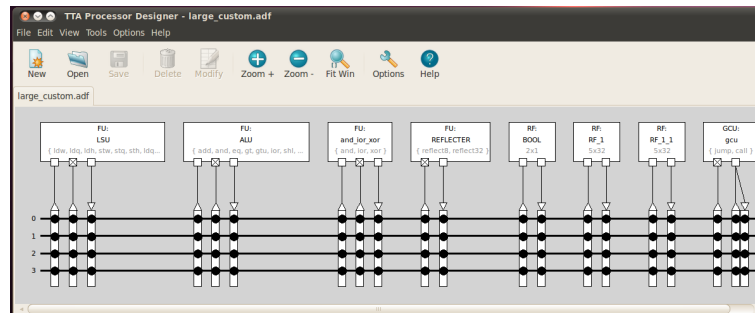 TTA Processor Designer - large_custom.adf
File Edit View Tools Options Help
New Open Save Delete Modify Zoom + Zoom - Fit Win Options Help
large_custom.adf
FU: FU: FU: FU: RF: RF: RF: GCU:
LSU ALU and_ior_xor REFLECTER BOOL RF_1 RF_1_1 gcu
{ ldw, ldq, ldh, stw, stq, sth, ldq... { add, and, eq, gt, gtu, ior, shi, ... { and, ior, xor } { reflect8, reflect32 } 2x1 5x32 5x32 { jump, call }
0
1
2
3